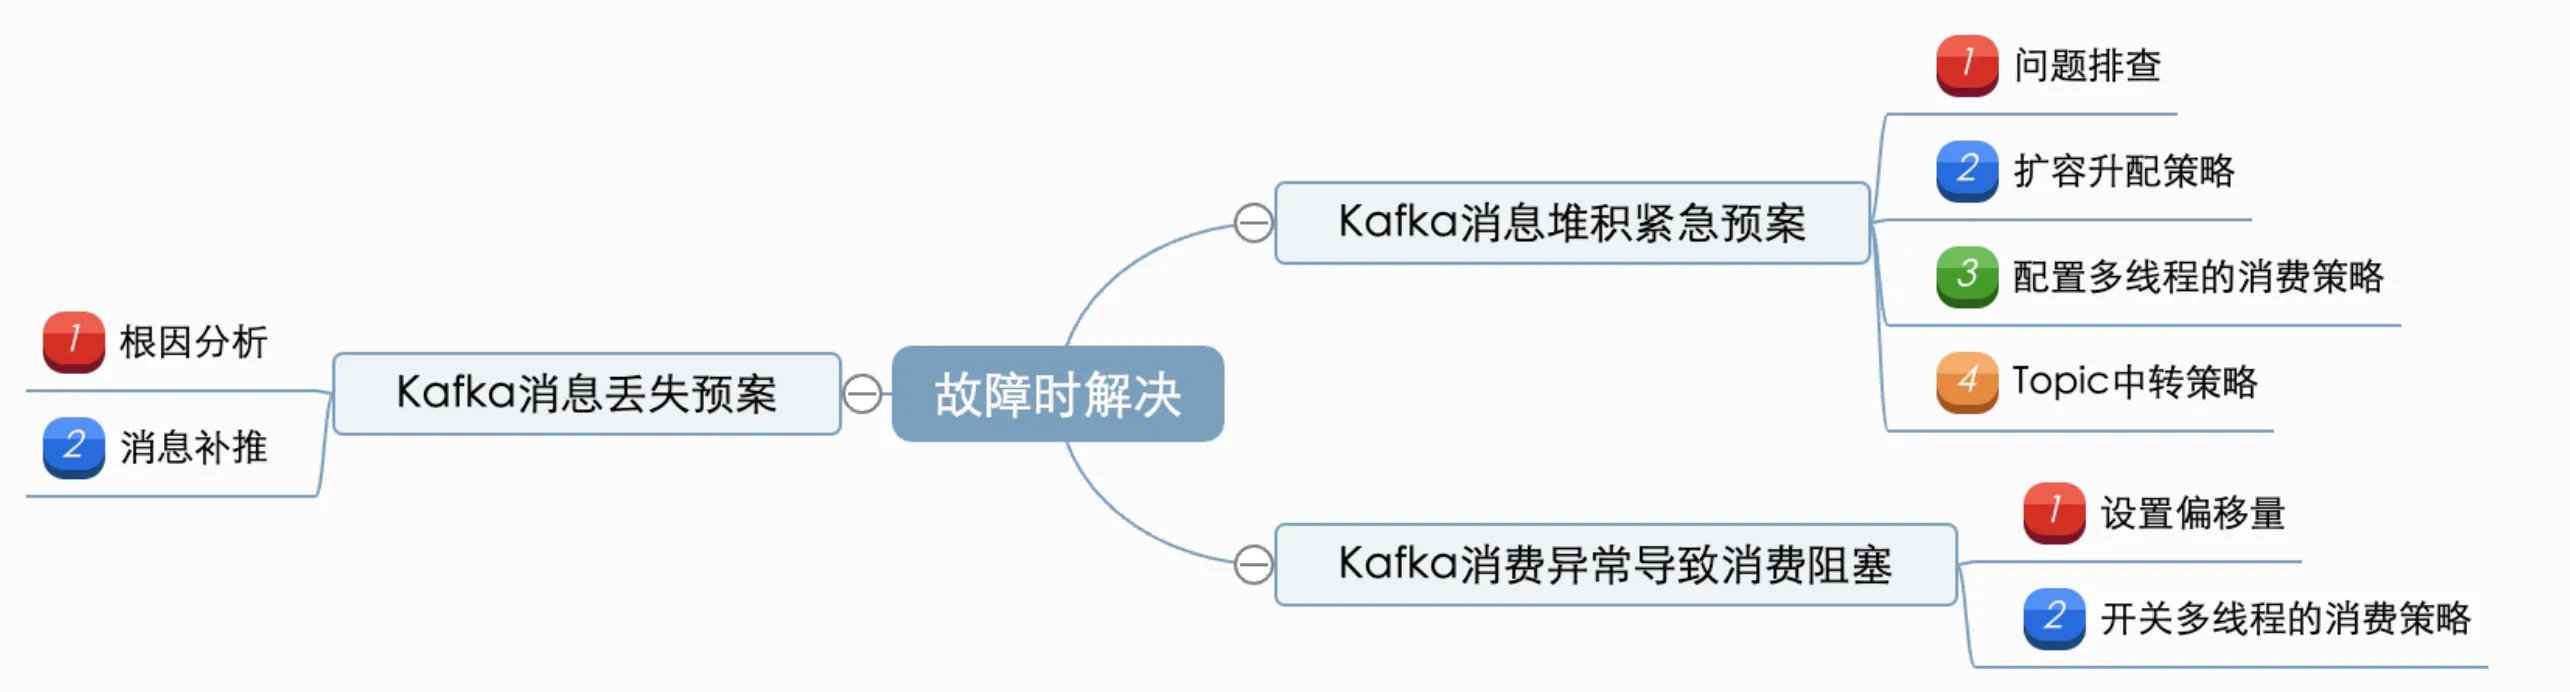 故障时解决
Kafka消息堆积紧急预案
1 问题排查
2 扩容升配策略
3 配置多线程的消费策略
4 Topic中转策略
Kafka消费异常导致消费阻塞
1 设置偏移量
2 开关多线程的消费策略
Kafka消息丢失预案
1 根因分析
2 消息补推